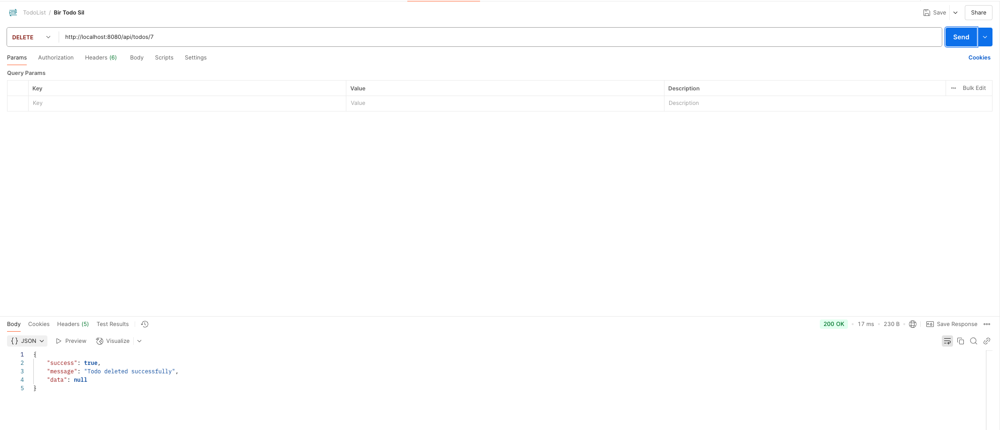 HTTP TodoList / Bir Todo Sil Save Share
DELETE http://localhost:8080/api/todos/7 Send
Params Authorization Headers (6) Body Scripts Settings Cookies
Query Params
Key Value Description ••• Bulk Edit
Key Value Description
Body Cookies Headers (5) Test Results 200 OK • 17 ms • 230 B • e.g. Save Response •••
{} JSON Preview Visualize
1 {
2 "success": true,
3 "message": "Todo deleted successfully",
4 "data": null
5 }